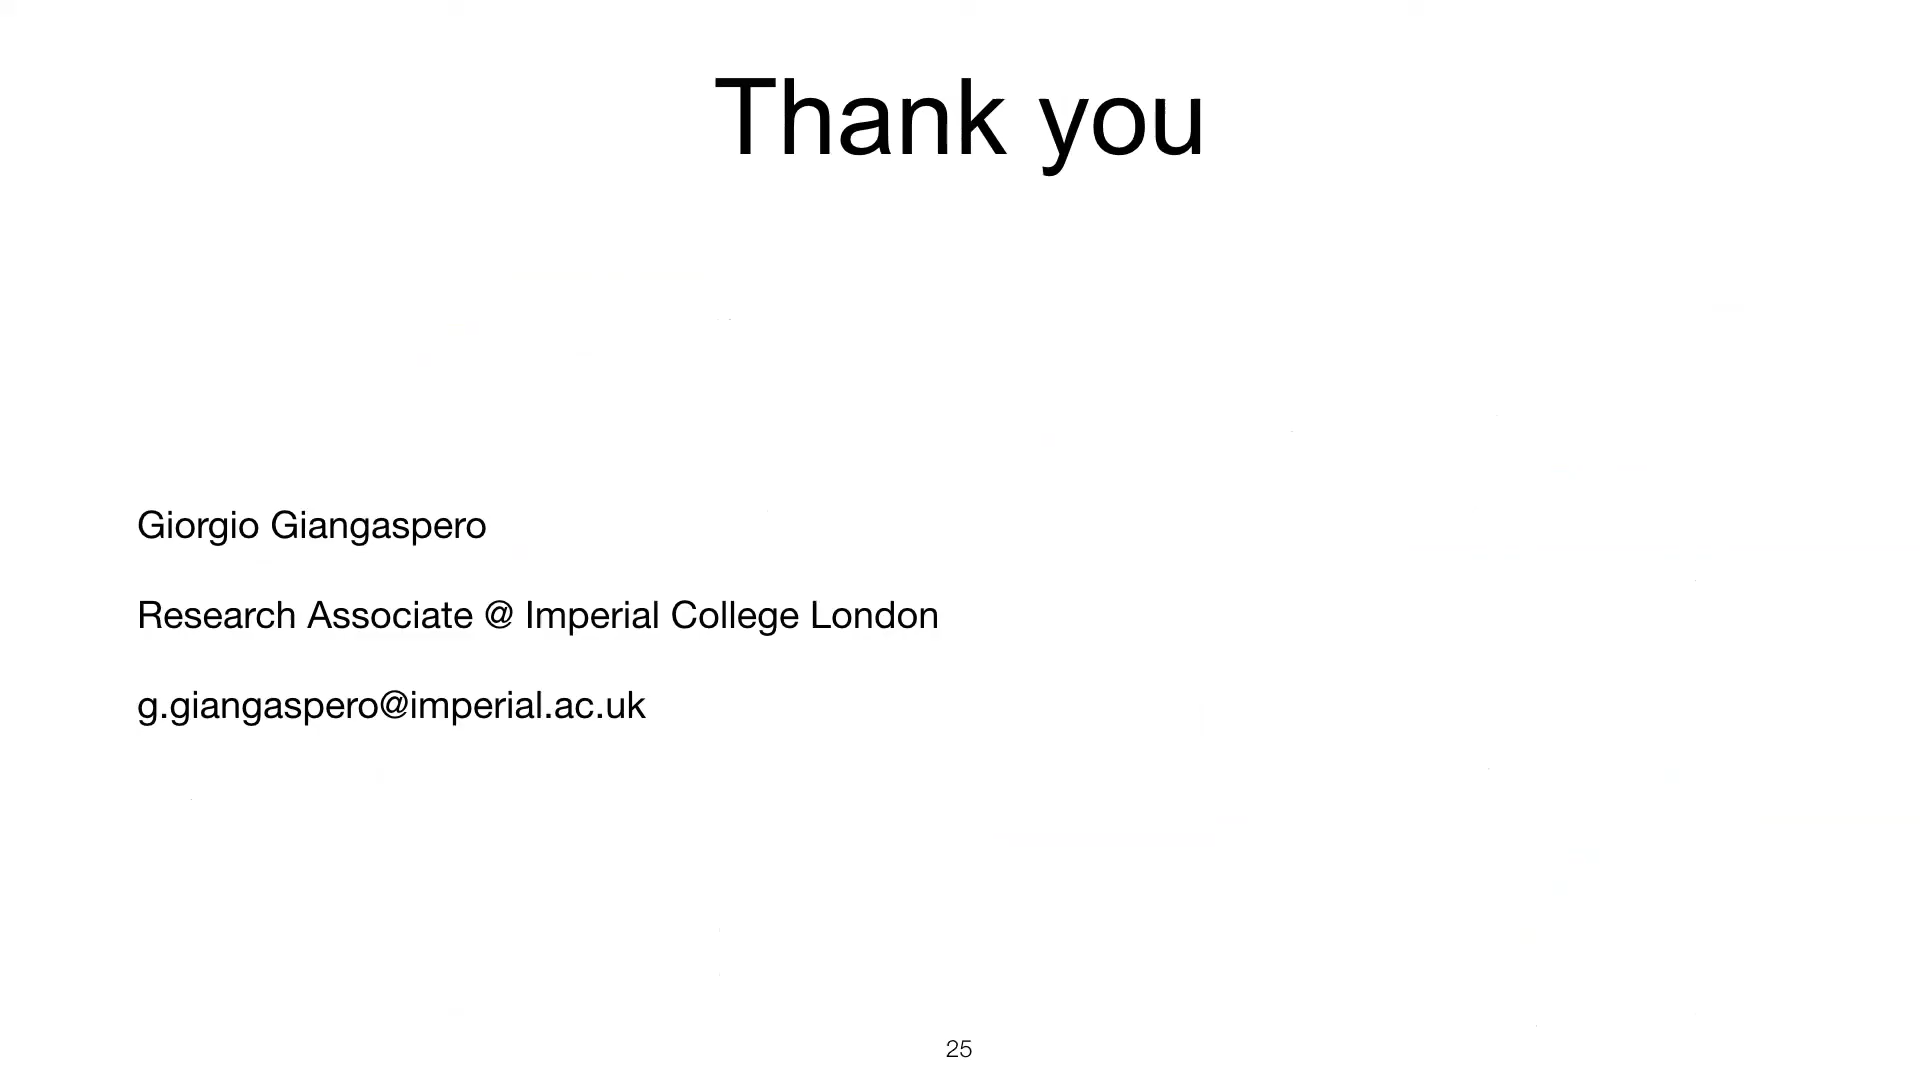 Thank you
Giorgio Giangaspero
Research Associate @ Imperial College London
g.giangaspero@imperial.ac.uk
25